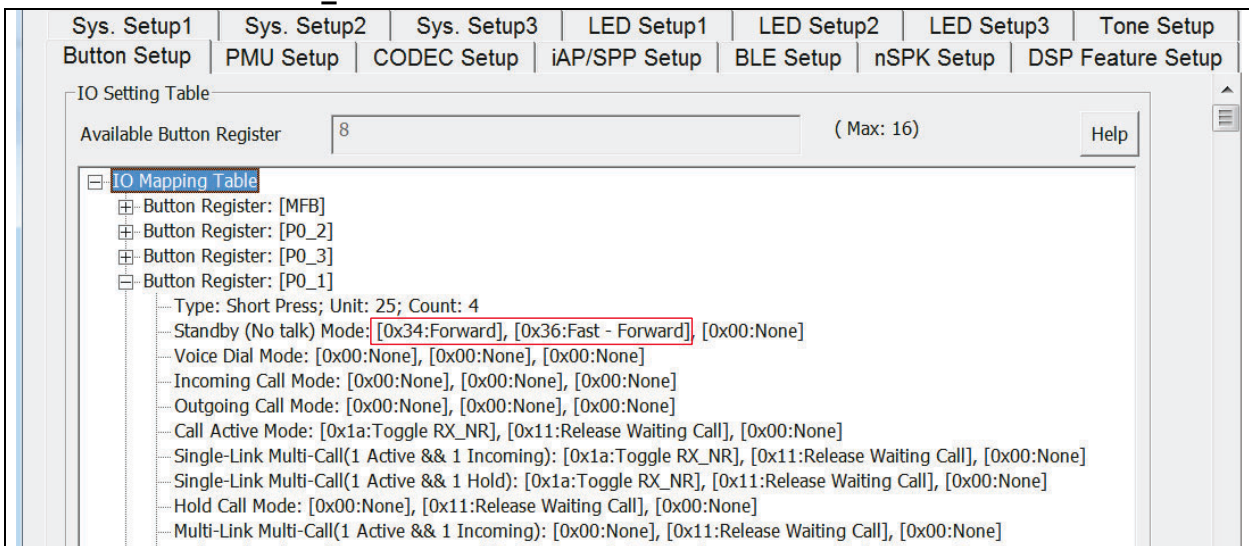 Sys. Setup1 Sys. Setup2 Sys. Setup3 LED Setup1 LED Setup2 LED Setup3 Tone Setup
Button Setup PMU Setup CODEC Setup iAP/SPP Setup BLE Setup nSPK Setup DSP Feature Setup
IO Setting Table
Available Button Register 8 ( Max: 16) Help
IO Mapping Table
Button Register: [MFB]
Button Register: [P0_2]
Button Register: [P0_3]
Button Register: [P0_1]
Type: Short Press; Unit: 25; Count: 4
Standby (No talk) Mode: [0x34:Forward], [0x36:Fast - Forward], [0x00:None]
Voice Dial Mode: [0x00:None], [0x00:None], [0x00:None]
Incoming Call Mode: [0x00:None], [0x00:None], [0x00:None]
Outgoing Call Mode: [0x00:None], [0x00:None], [0x00:None]
Call Active Mode: [0x1a:Toggle RX_NR], [0x11:Release Waiting Call], [0x00:None]
Single-Link Multi-Call(1 Active && 1 Incoming): [0x1a:Toggle RX_NR], [0x11:Release Waiting Call], [0x00:None]
Single-Link Multi-Call(1 Active && 1 Hold): [0x1a:Toggle RX_NR], [0x11:Release Waiting Call], [0x00:None]
Hold Call Mode: [0x00:None], [0x11:Release Waiting Call], [0x00:None]
Multi-Link Multi-Call(1 Active && 1 Incoming): [0x00:None], [0x11:Release Waiting Call], [0x00:None]